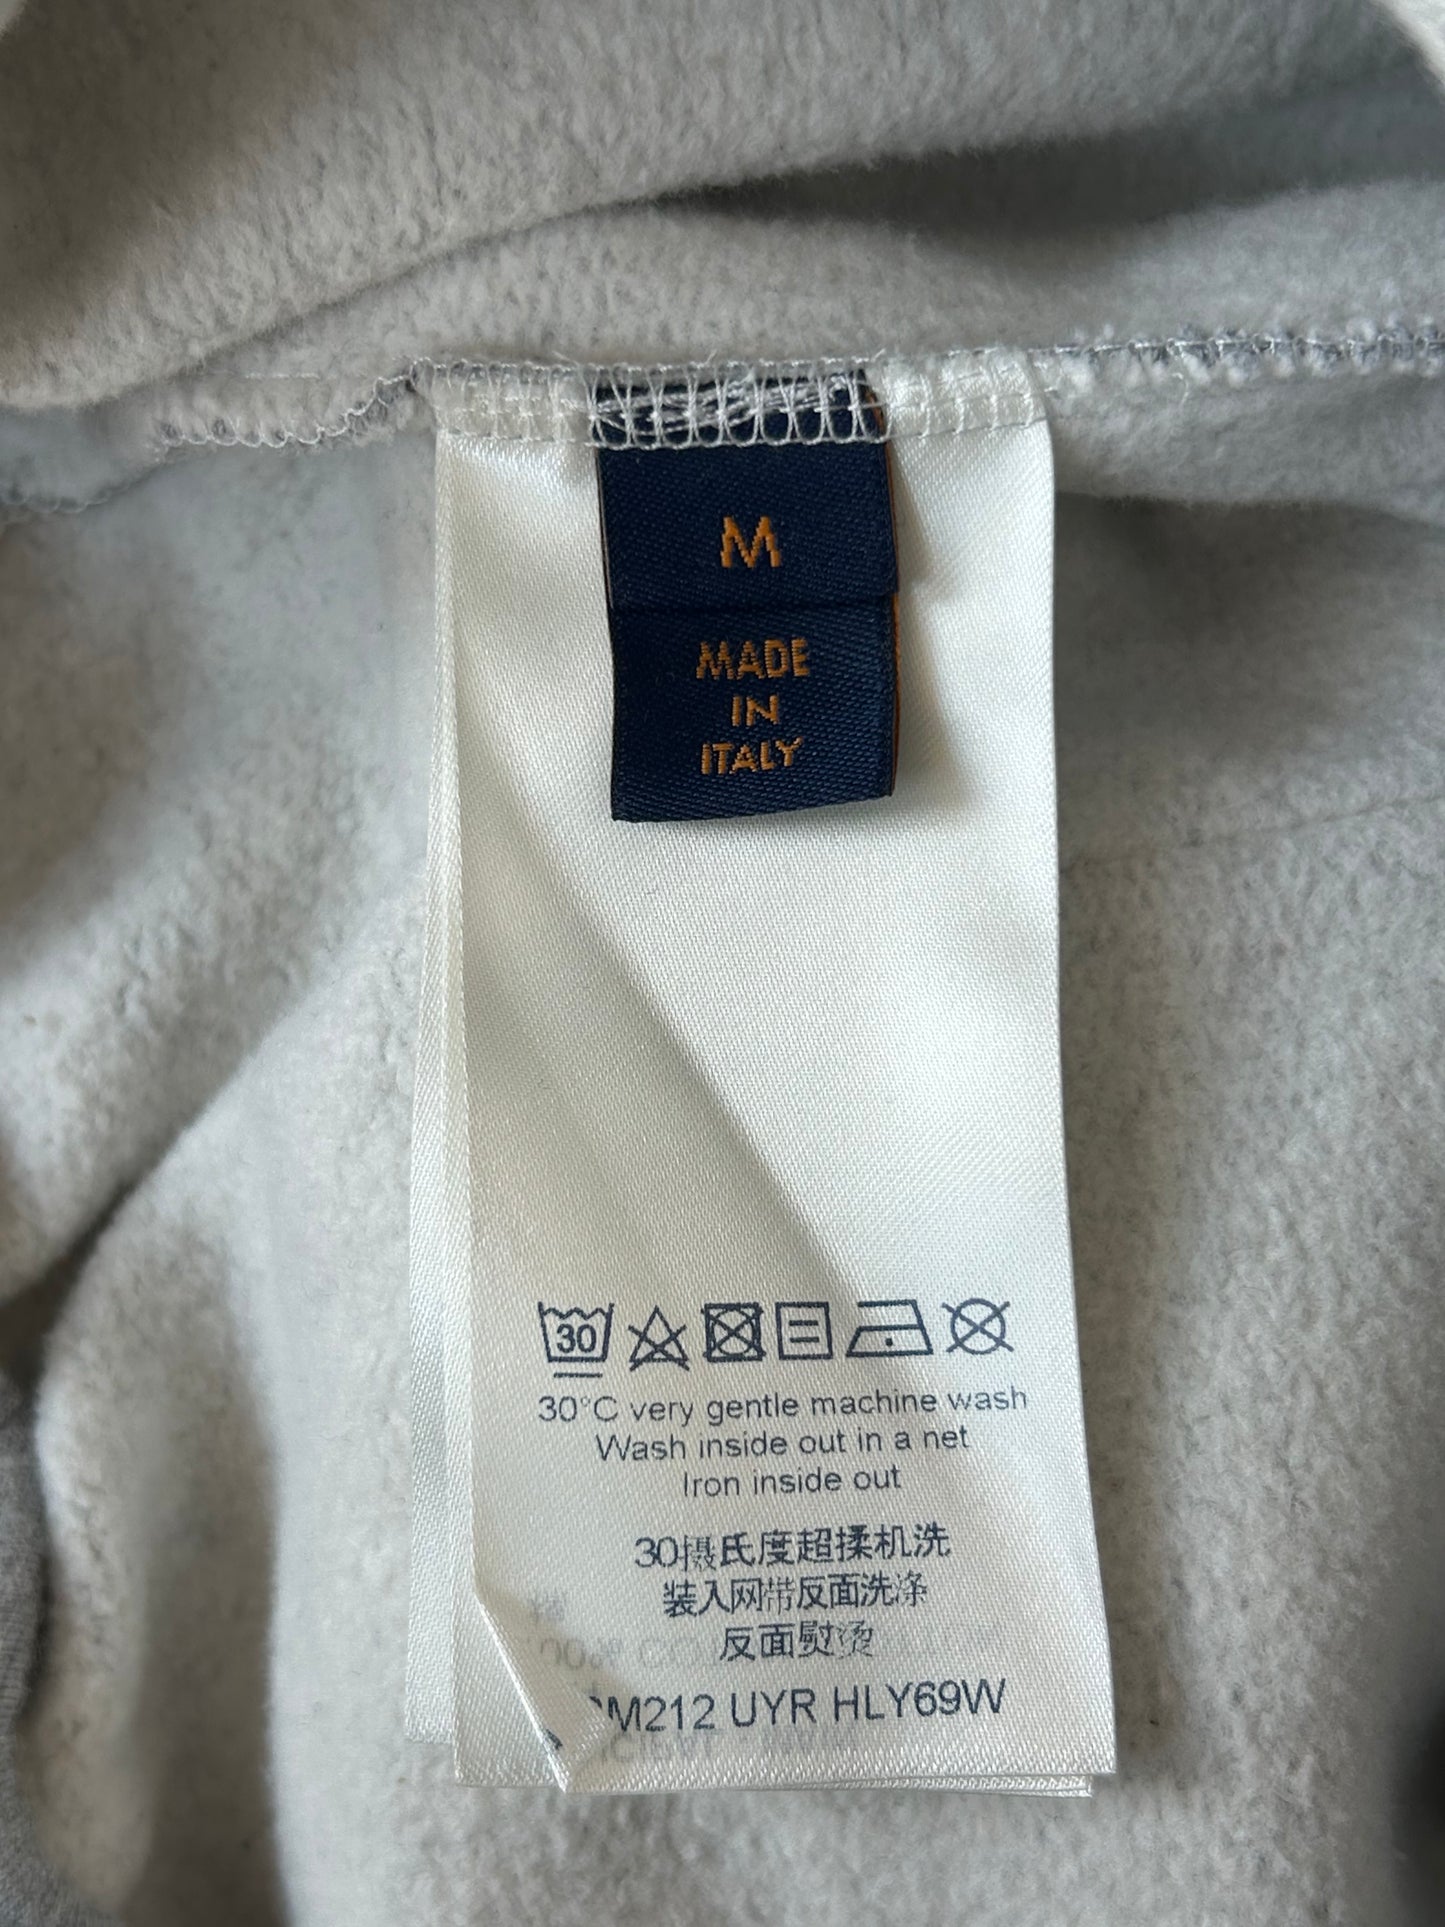 M
MADE
IN
ITALY
30
30°C very gentle machine wash
Wash inside out in a net
Iron inside out
30摄氏度超揉机洗
装入网带反面洗涤
反面熨烫
M212 UYR HLY69W